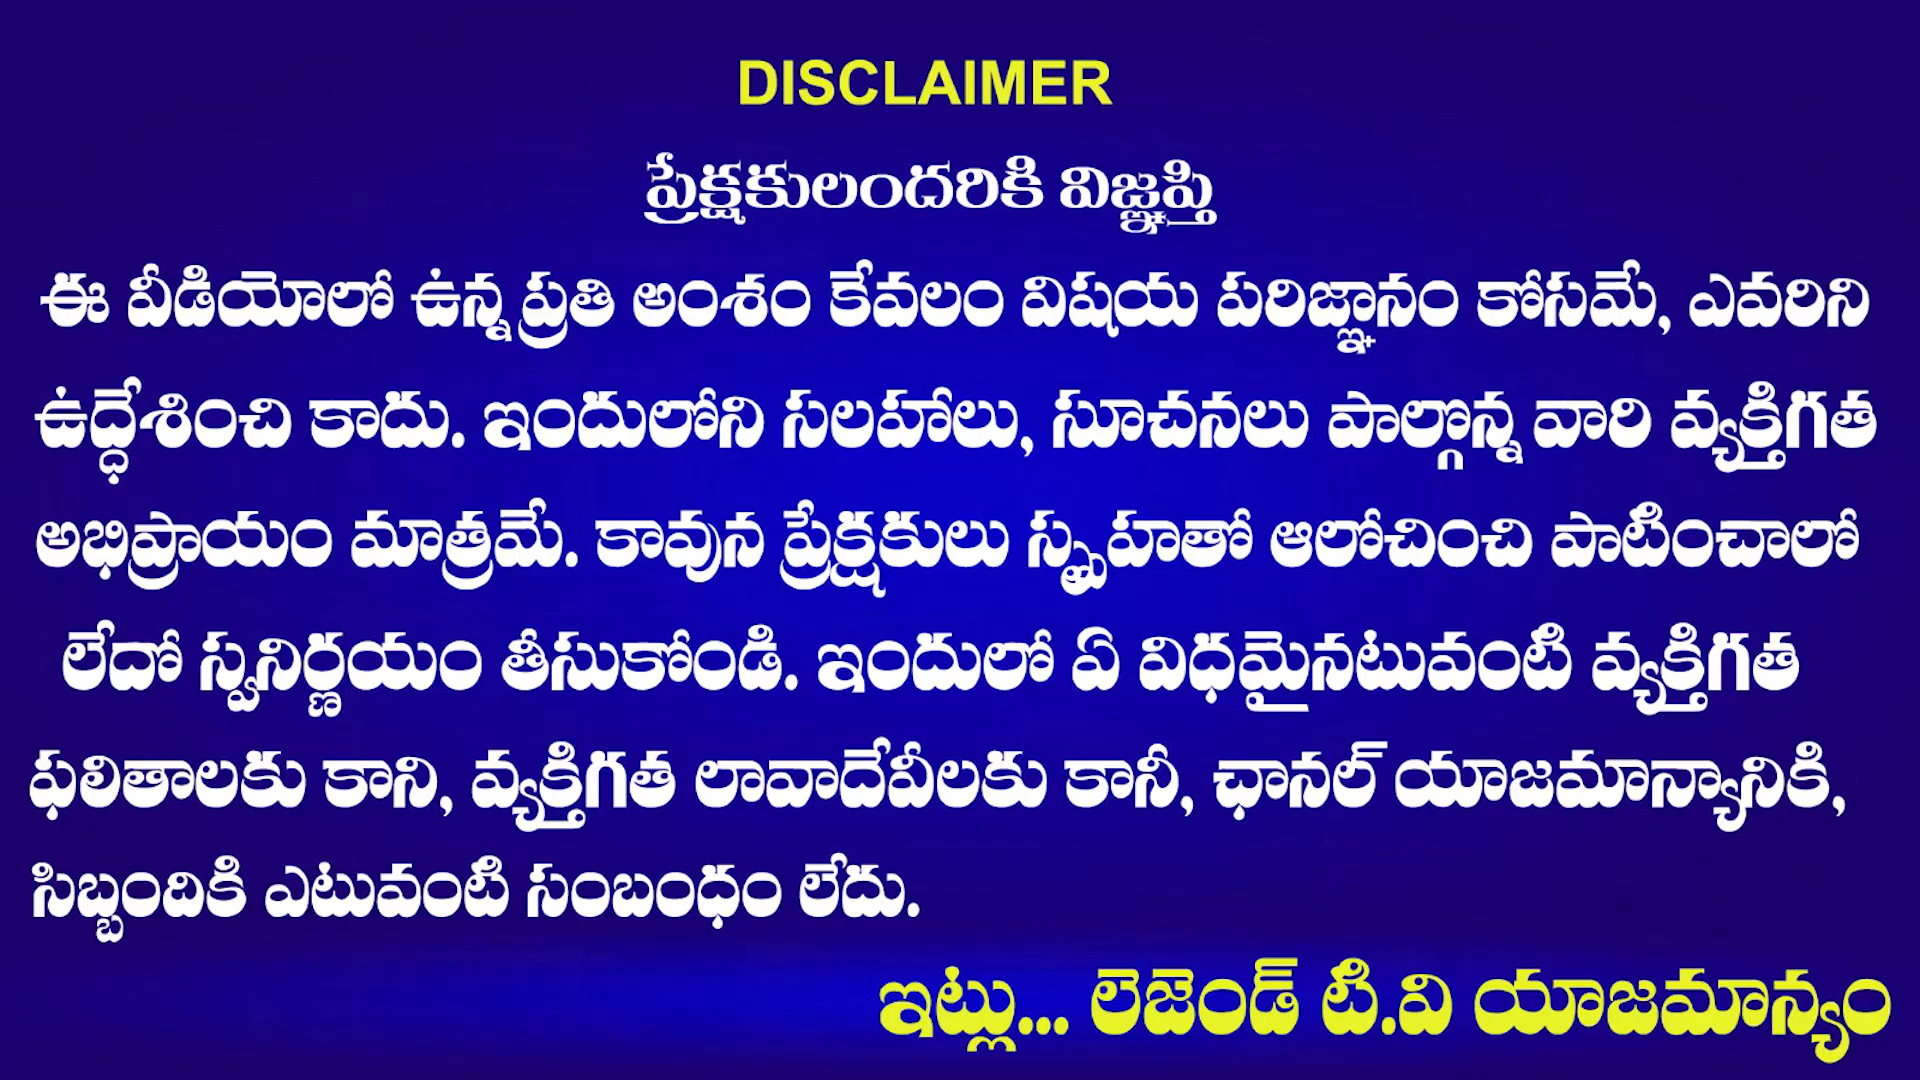 DISCLAIMER
ప్రేక్షకులందరికి విజ్ఞప్తి
ఈ వీడియోలో ఉన్న ప్రతి అంశం కేవలం విషయ పరిజ్ఞానం కోసమే, ఎవరిని
ఉద్ధేశించి కాదు. ఇందులోని సలహాలు, సూచనలు పాల్గొన్న వారి వ్యక్తిగత
అభిప్రాయం మాత్రమే. కావున ప్రేక్షకులు స్పృహతో ఆలోచించి పాటించాలో
లేదో స్వనిర్ణయం తీసుకోండి. ఇందులో ఏ విధమైనటువంటి వ్యక్తిగత
ఫలితాలకు కాని, వ్యక్తిగత లావాదేవీలకు కానీ, ఛానల్ యాజమాన్యానికి,
సిబ్బందికి ఎటువంటి సంబంధం లేదు.
ఇట్లు... లెజెండ్ టి.వి యాజమాన్యం